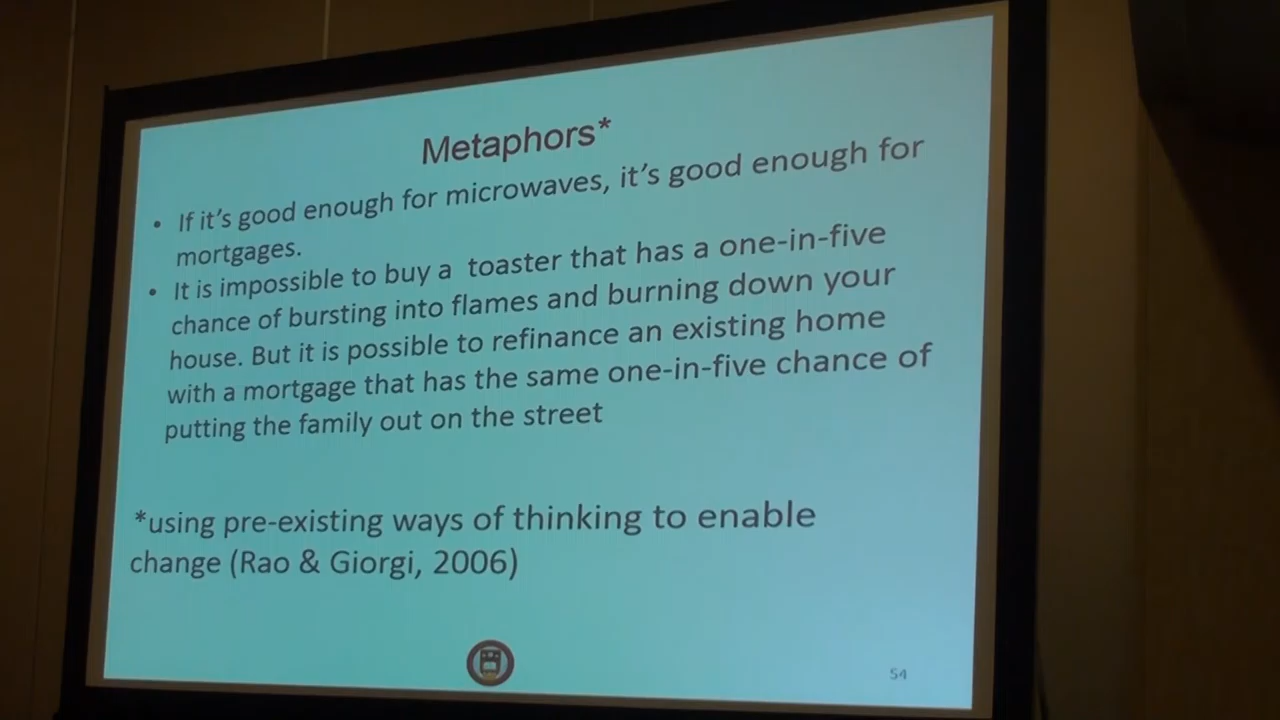 Metaphors*
• If it's good enough for microwaves, it's good enough for
mortgages.
• It is impossible to buy a toaster that has a one-in-five
chance of bursting into flames and burning down your
house. But it is possible to refinance an existing home
with a mortgage that has the same one-in-five chance of
putting the family out on the street
*using pre-existing ways of thinking to enable
change (Rao & Giorgi, 2006)
54